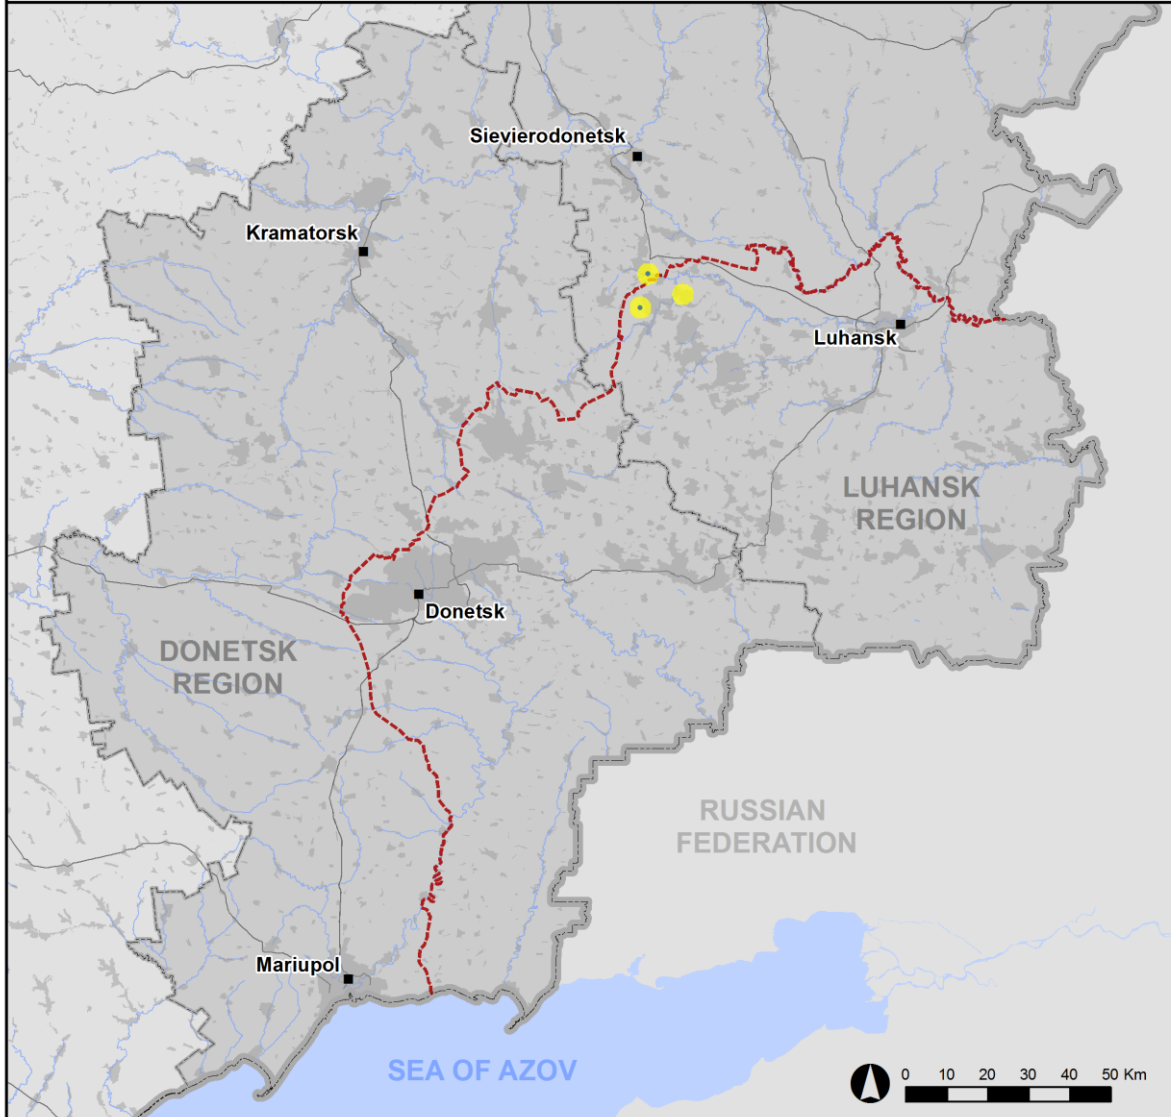 Sievierodonetsk
Kramatorsk
Luhansk
LUHANSK
REGION
Donetsk
DONETSK
REGION
RUSSIAN
FEDERATION
Mariupol
SEA OF AZOV
0 10 20 30 40 50 Km